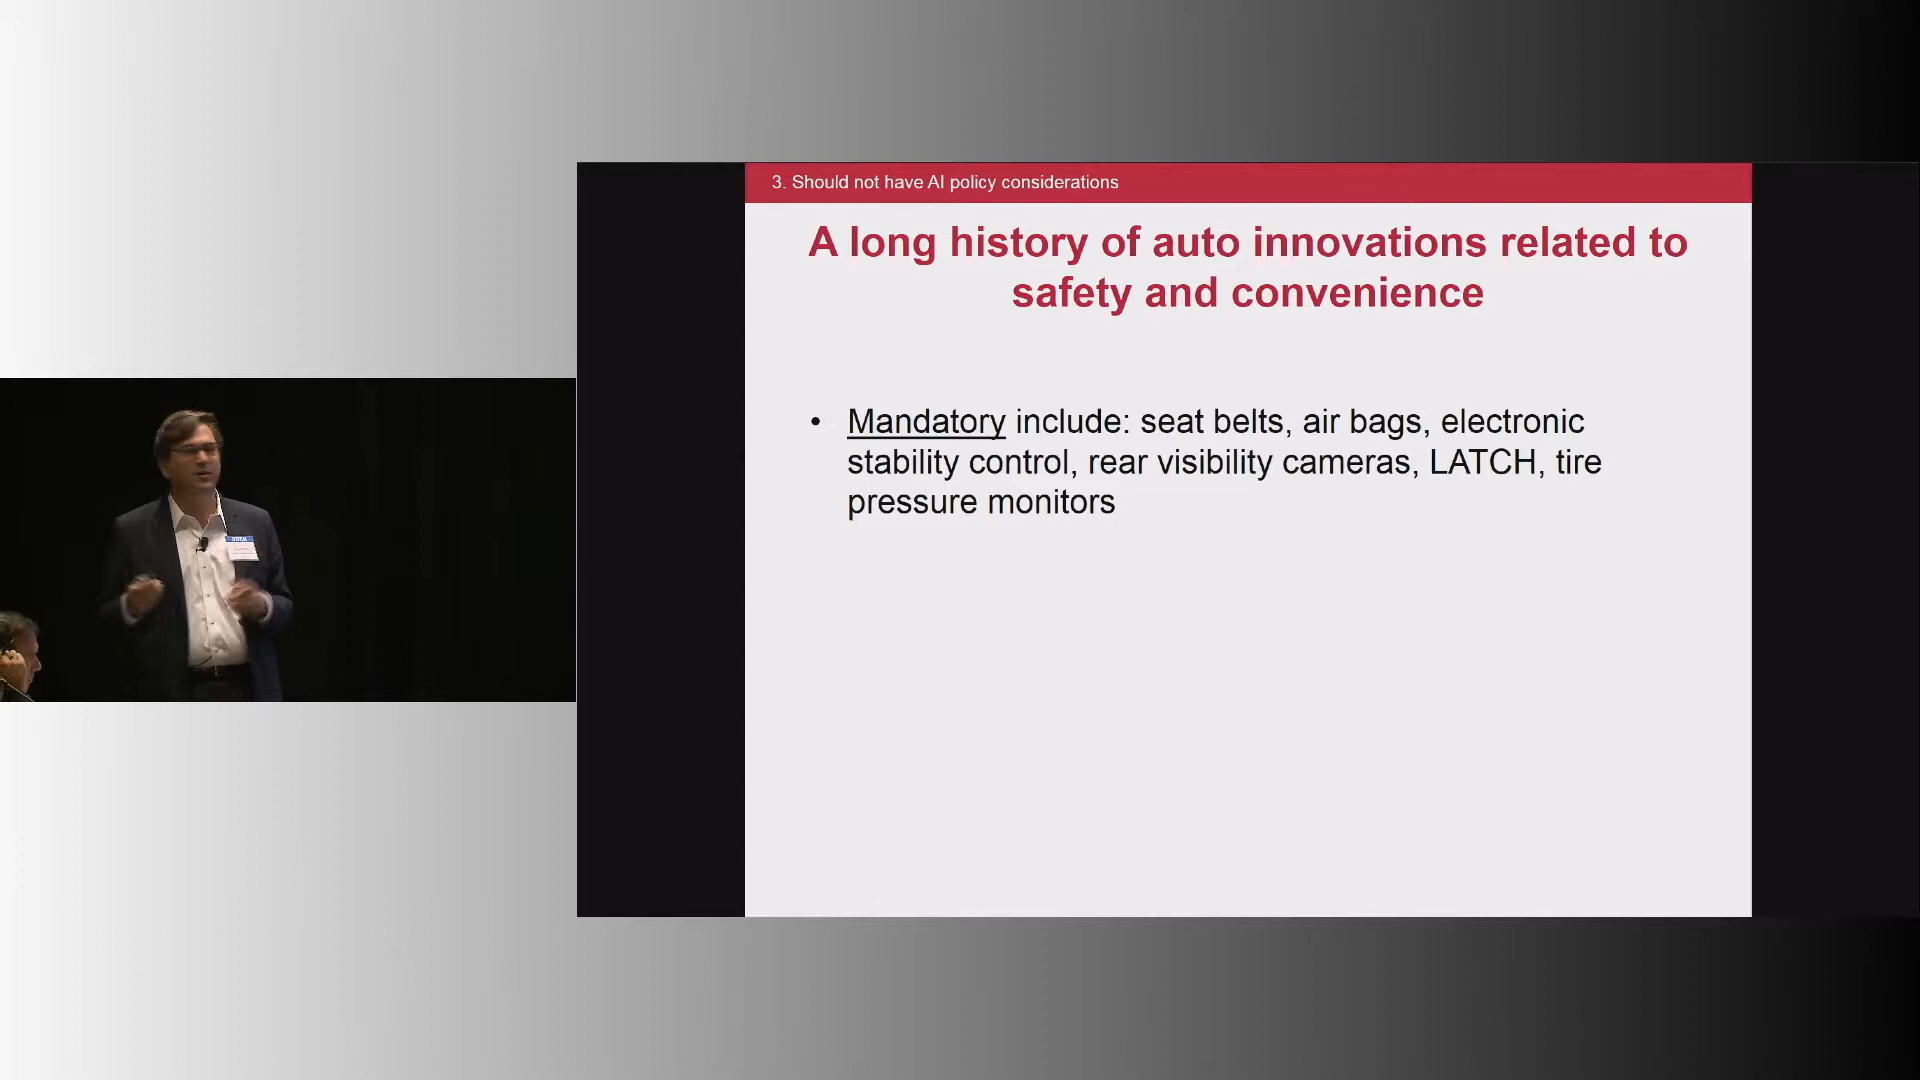 3. Should not have AI policy considerations
A long history of auto innovations related to
safety and convenience
• Mandatory include: seat belts, air bags, electronic
stability control, rear visibility cameras, LATCH, tire
pressure monitors